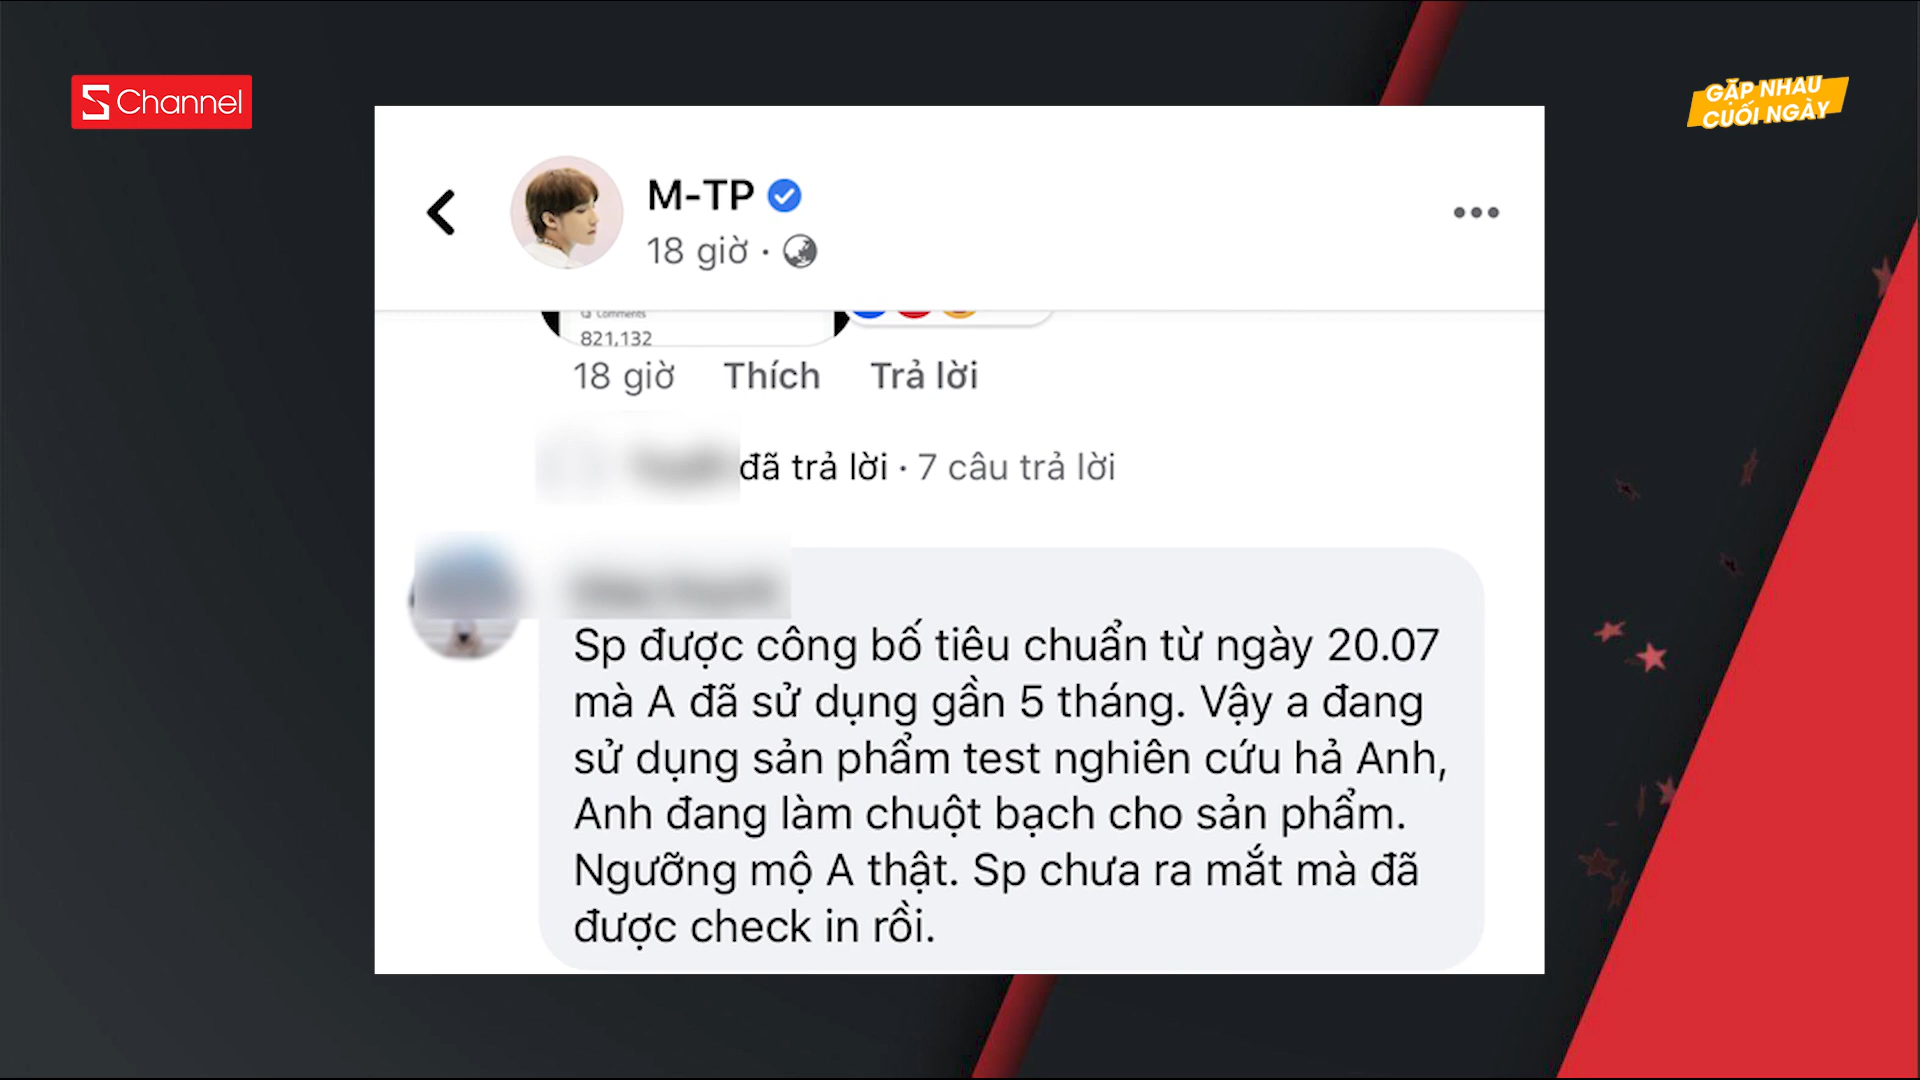 S Channel
GẶP NHAU
CUỐI NGÀY
M-TP
18 giờ ·
Comments
821,132
18 giờ Thích Trả lời
đã trả lời · 7 câu trả lời
Sp được công bố tiêu chuẩn từ ngày 20.07
mà A đã sử dụng gần 5 tháng. Vậy a đang
sử dụng sản phẩm test nghiên cứu hả Anh,
Anh đang làm chuột bạch cho sản phẩm.
Ngưỡng mộ A thật. Sp chưa ra mắt mà đã
được check in rồi.